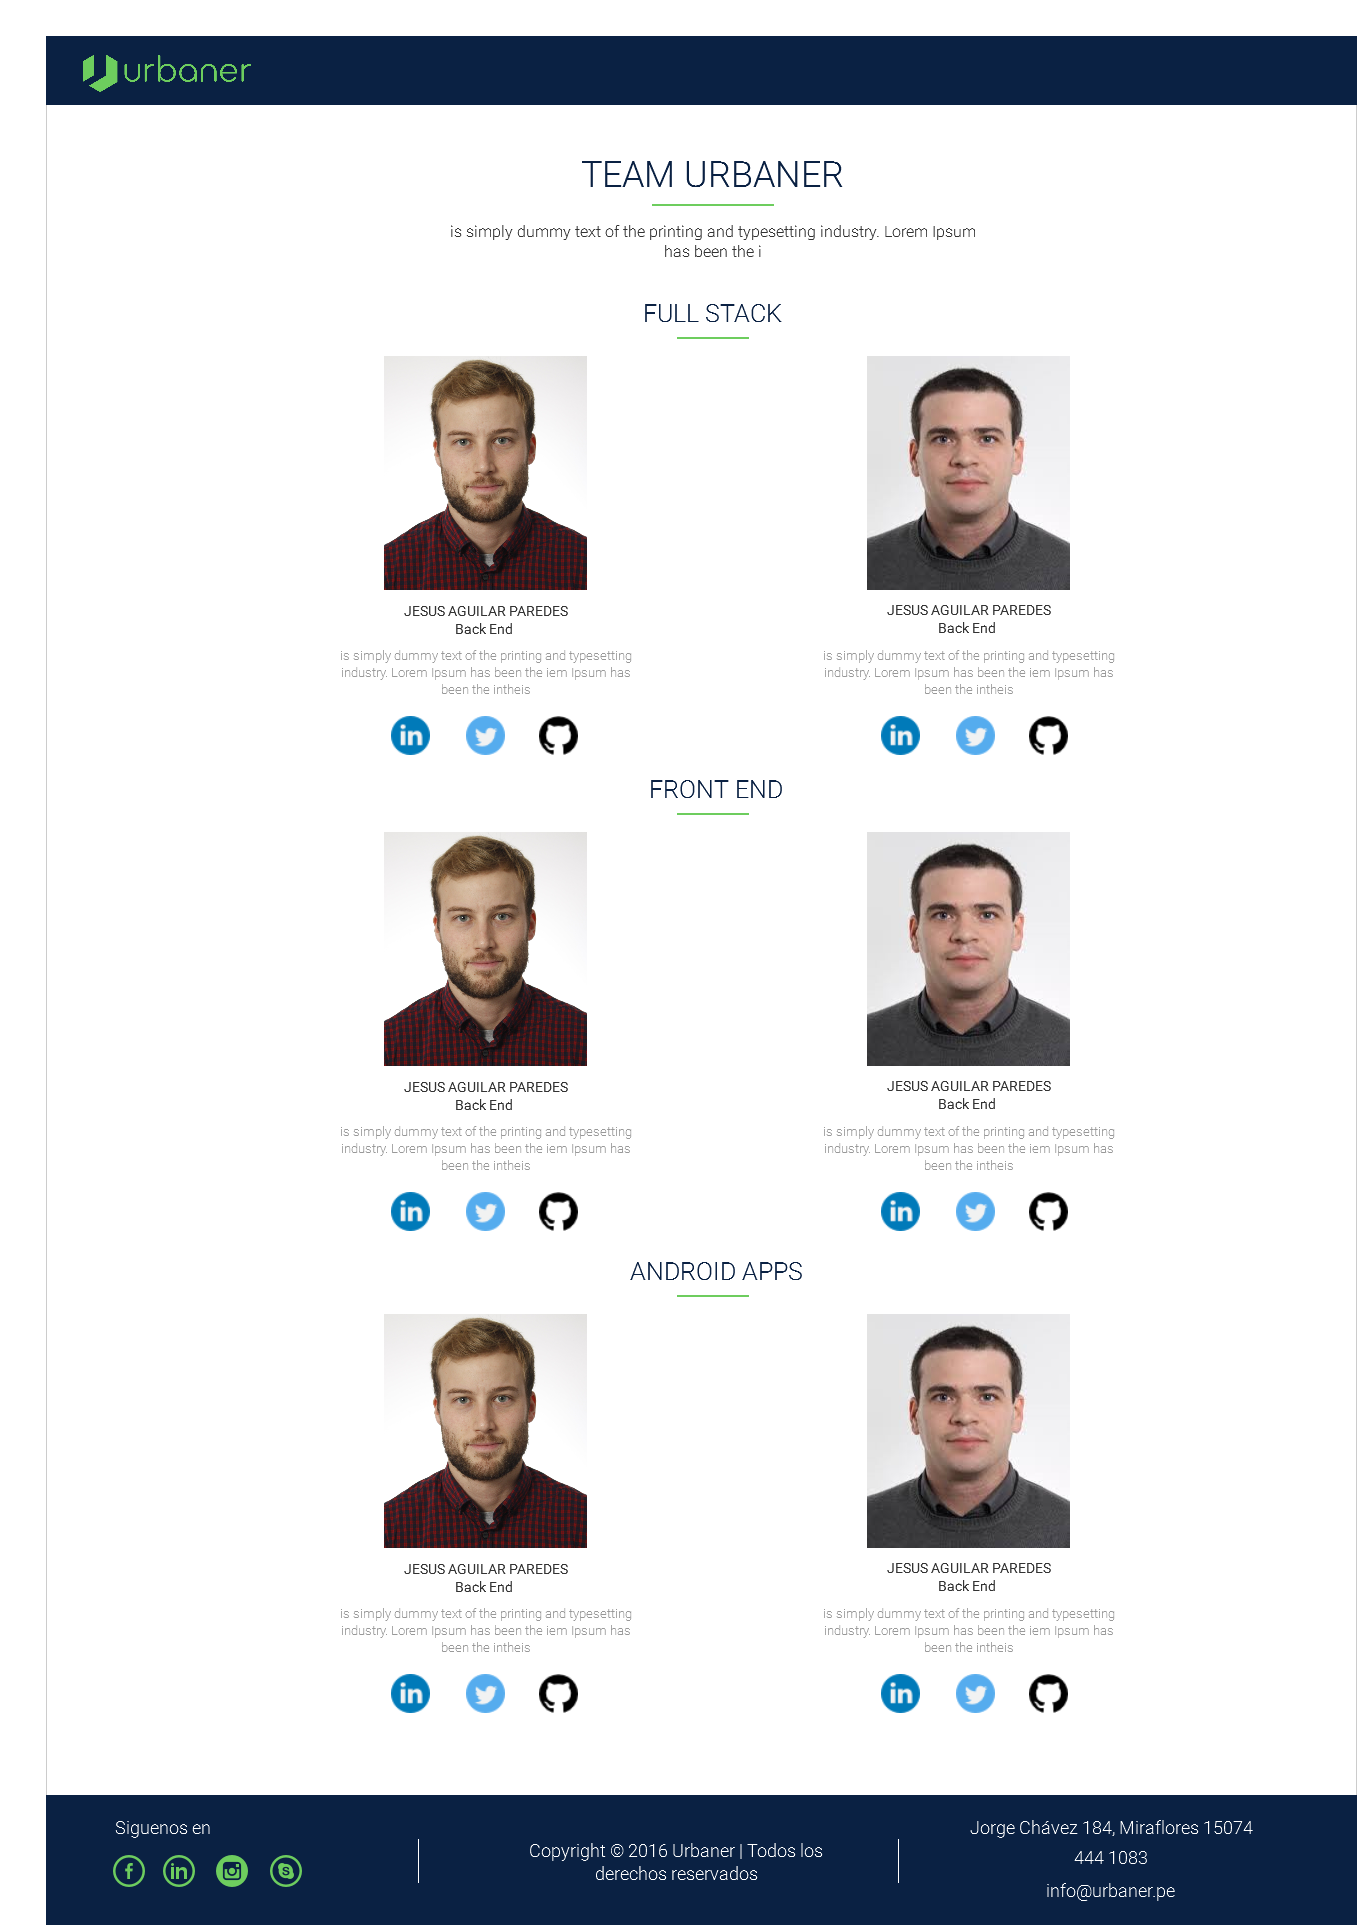 urbaner
TEAM URBANER
is simply dummy text of the printing and typesetting industry. Lorem Ipsum
has been the i
FULL STACK
JESUS AGUILAR PAREDES
Back End
is simply dummy text of the printing and typesetting
industry. Lorem Ipsum has been the iem Ipsum has
been the intheis
in
JESUS AGUILAR PAREDES
Back End
is simply dummy text of the printing and typesetting
industry. Lorem Ipsum has been the iem Ipsum has
been the intheis
in
FRONT END
JESUS AGUILAR PAREDES
Back End
is simply dummy text of the printing and typesetting
industry. Lorem Ipsum has been the iem Ipsum has
been the intheis
in
JESUS AGUILAR PAREDES
Back End
is simply dummy text of the printing and typesetting
industry. Lorem Ipsum has been the iem Ipsum has
been the intheis
in
ANDROID APPS
JESUS AGUILAR PAREDES
Back End
is simply dummy text of the printing and typesetting
industry. Lorem Ipsum has been the iem Ipsum has
been the intheis
in
JESUS AGUILAR PAREDES
Back End
is simply dummy text of the printing and typesetting
industry. Lorem Ipsum has been the iem Ipsum has
been the intheis
in
Siguenos en
f in S
Copyright © 2016 Urbaner | Todos los
derechos reservados
Jorge Chávez 184, Miraflores 15074
444 1083
info@urbaner.pe